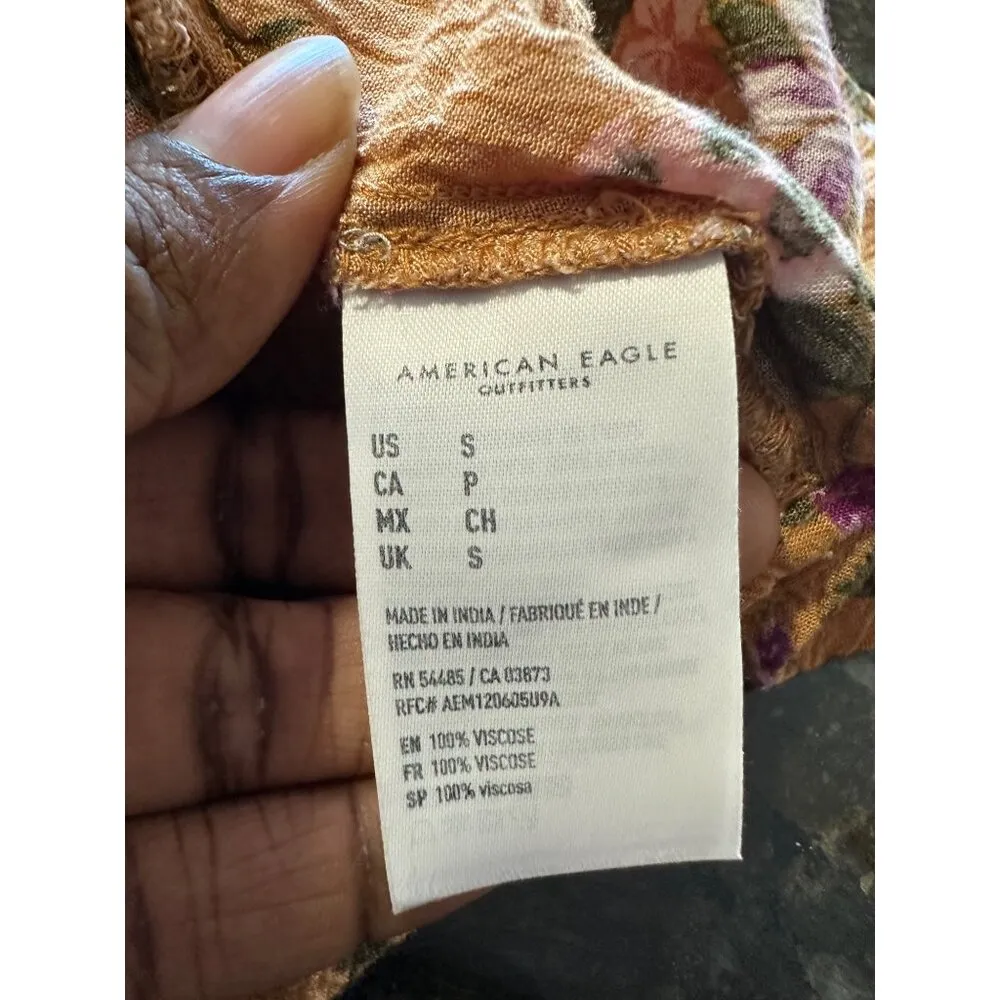 AMERICAN EAGLE
OUTFITTERS
US S
CA P
MX CH
UK S
MADE IN INDIA / FABRIQUÉ EN INDE /
HECHO EN INDIA
RN 54485 / CA 03873
RFC# AEM120605U9A
EN 100% VISCOSE
FR 100% VISCOSE
SP 100% viscosa